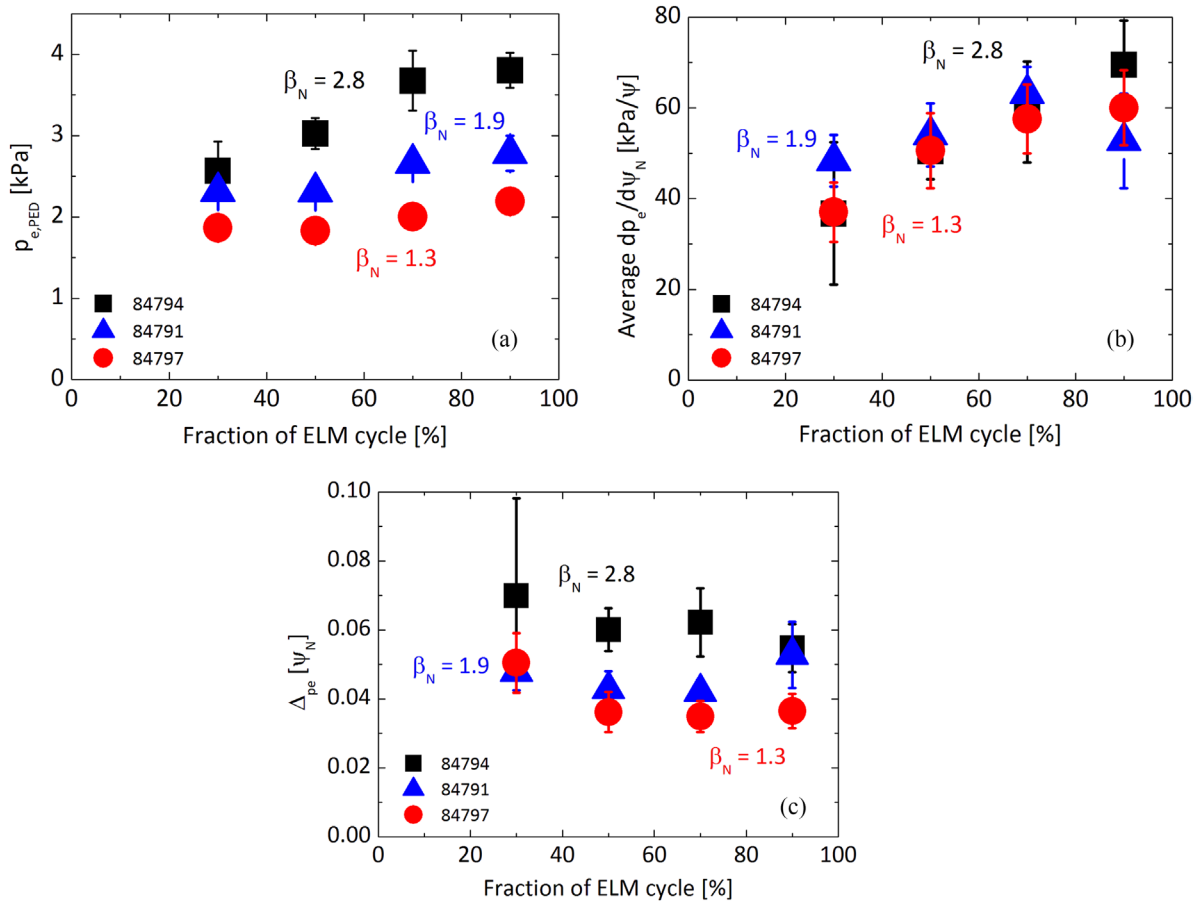 4
3
2
1
0
p_e,PED [kPa]
β_N = 2.8
β_N = 1.9
β_N = 1.3
84794
84791
84797
(a)
0 20 40 60 80 100
Fraction of ELM cycle [%]
80
60
40
20
0
Average dp_e/dψ_N [kPa/ψ]
β_N = 2.8
β_N = 1.9
β_N = 1.3
84794
84791
84797
(b)
0 20 40 60 80 100
Fraction of ELM cycle [%]
0.10
0.08
0.06
0.04
0.02
0.00
Δ_pe [ψ_N]
β_N = 2.8
β_N = 1.9
β_N = 1.3
84794
84791
84797
(c)
0 20 40 60 80 100
Fraction of ELM cycle [%]